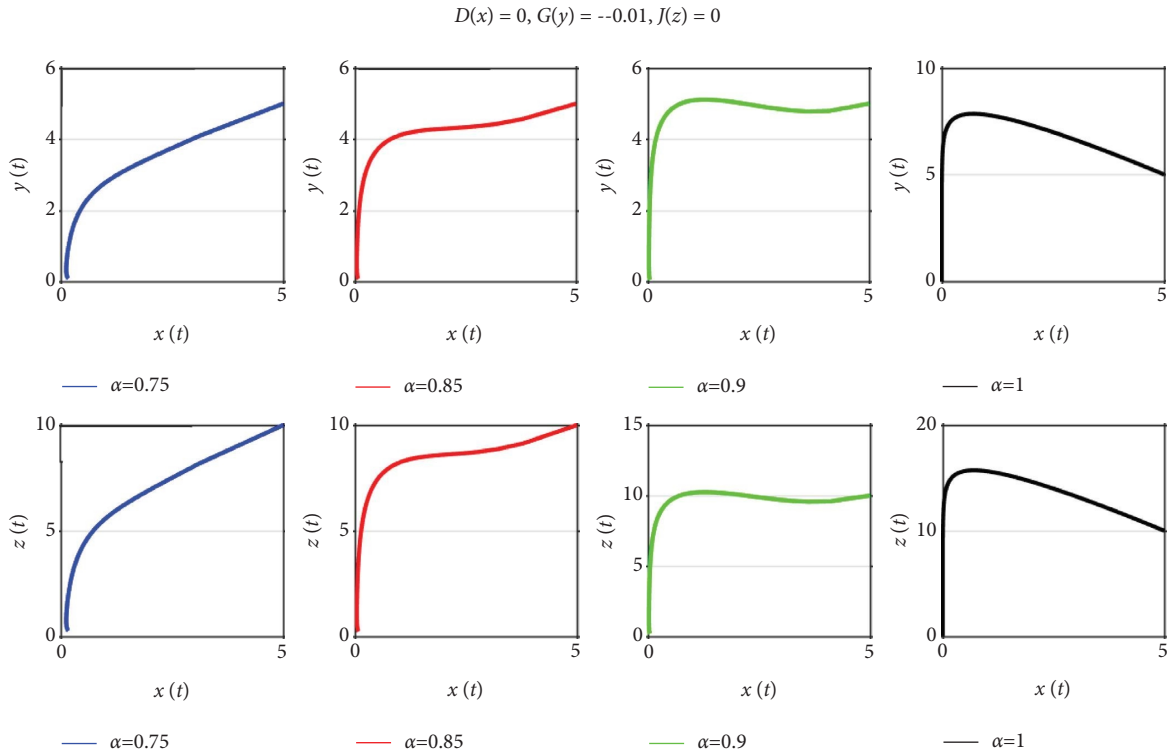 D(x) = 0, G(y) = --0.01, J(z) = 0
6 6 6 10
4 4 4
5
2 2 2
0 0 0 0
0 5 0 5 0 5 0 5
y (t) y (t) y (t) y (t)
x (t) x (t) x (t) x (t)
α=0.75 α=0.85 α=0.9 α=1
10 10 15 20
10
5 5 10
5
0 0 0 0
0 5 0 5 0 5 0 5
z (t) z (t) z (t) z (t)
x (t) x (t) x (t) x (t)
α=0.75 α=0.85 α=0.9 α=1